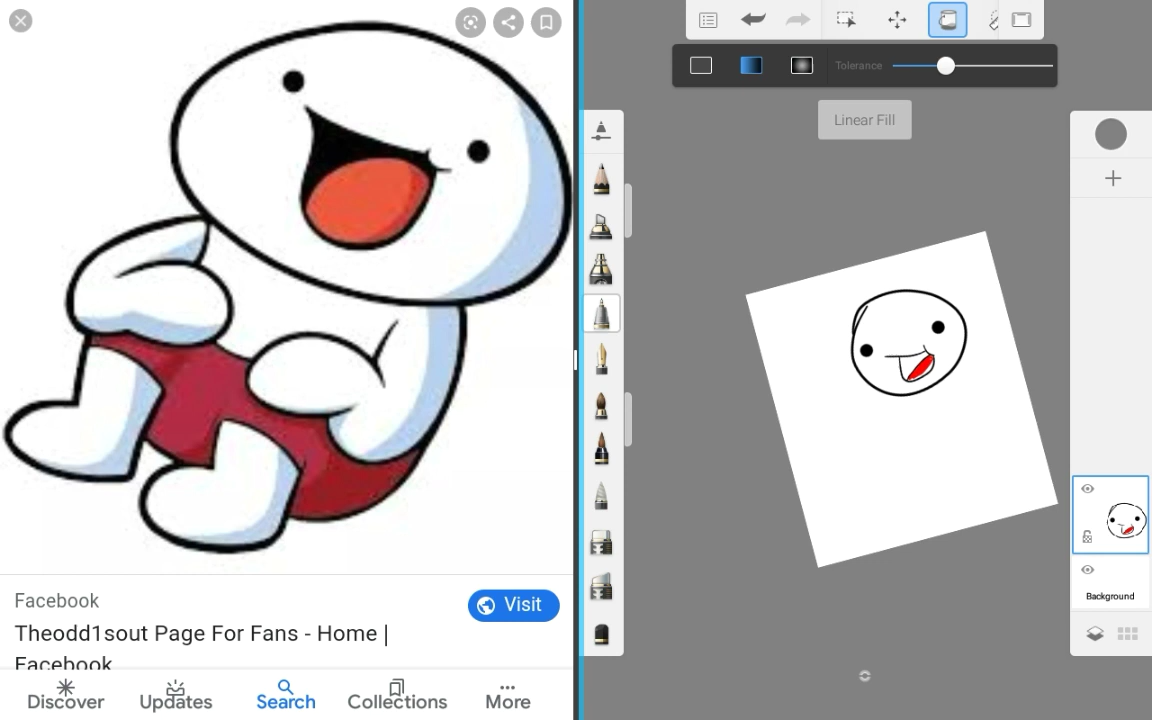 Tolerance
Linear Fill
Background
Facebook
Visit
Theodd1sout Page For Fans - Home |
Facebook
Discover
Updates
Search
Collections
More